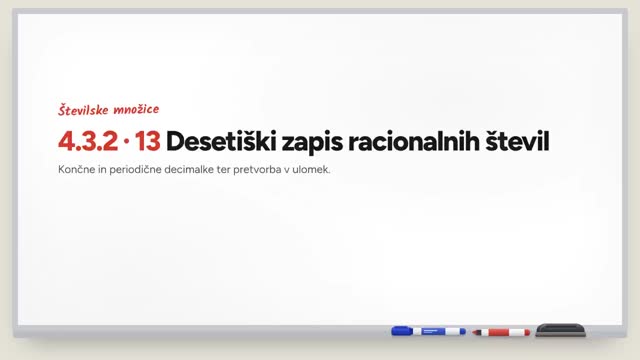 Številske množice
4.3.2 · 13 Desetiški zapis racionalnih števil
Končne in periodične decimalke ter pretvorba v ulomek.